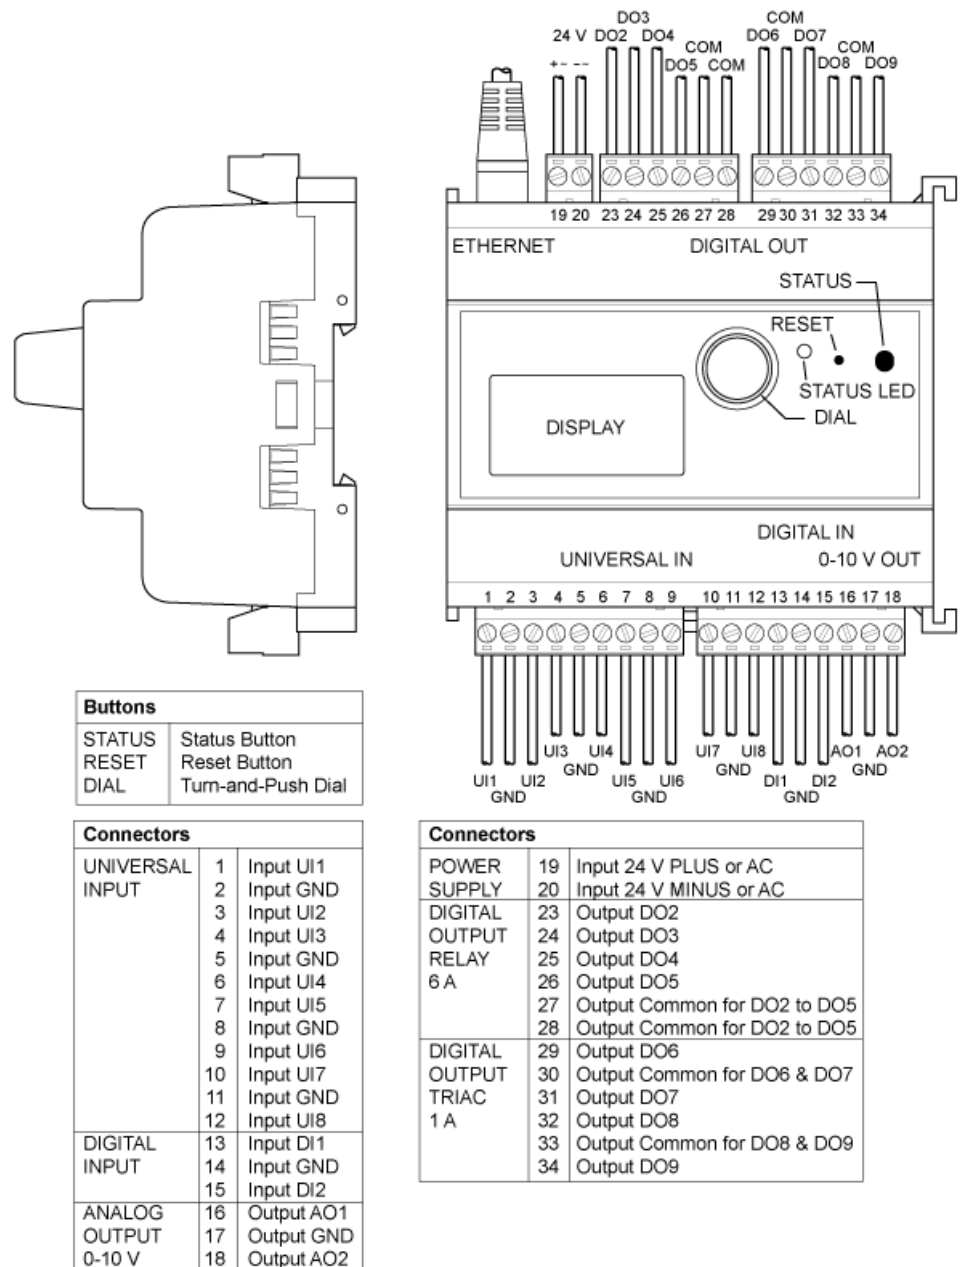 DO3 COM
24 V DO2 DO4 DO6 DO7
COM COM
DO5 COM DO8 DO9
+~ -~
19 20 23 24 25 26 27 28 29 30 31 32 33 34
ETHERNET DIGITAL OUT
STATUS
RESET
STATUS LED
DIAL
DISPLAY
DIGITAL IN
UNIVERSAL IN 0-10 V OUT
1 2 3 4 5 6 7 8 9 10 11 12 13 14 15 16 17 18
UI3 UI4 UI7 UI8 AO1 AO2
GND GND GND
UI1 UI2 UI5 UI6 DI1 DI2
GND GND GND
Buttons
STATUS Status Button
RESET Reset Button
DIAL Turn-and-Push Dial
Connectors
UNIVERSAL 1 Input UI1
INPUT 2 Input GND
3 Input UI2
4 Input UI3
5 Input GND
6 Input UI4
7 Input UI5
8 Input GND
9 Input UI6
10 Input UI7
11 Input GND
12 Input UI8
DIGITAL 13 Input DI1
INPUT 14 Input GND
15 Input DI2
ANALOG 16 Output AO1
OUTPUT 17 Output GND
0-10 V 18 Output AO2
Connectors
POWER 19 Input 24 V PLUS or AC
SUPPLY 20 Input 24 V MINUS or AC
DIGITAL 23 Output DO2
OUTPUT 24 Output DO3
RELAY 25 Output DO4
6 A 26 Output DO5
27 Output Common for DO2 to DO5
28 Output Common for DO2 to DO5
DIGITAL 29 Output DO6
OUTPUT 30 Output Common for DO6 & DO7
TRIAC 31 Output DO7
1 A 32 Output DO8
33 Output Common for DO8 & DO9
34 Output DO9